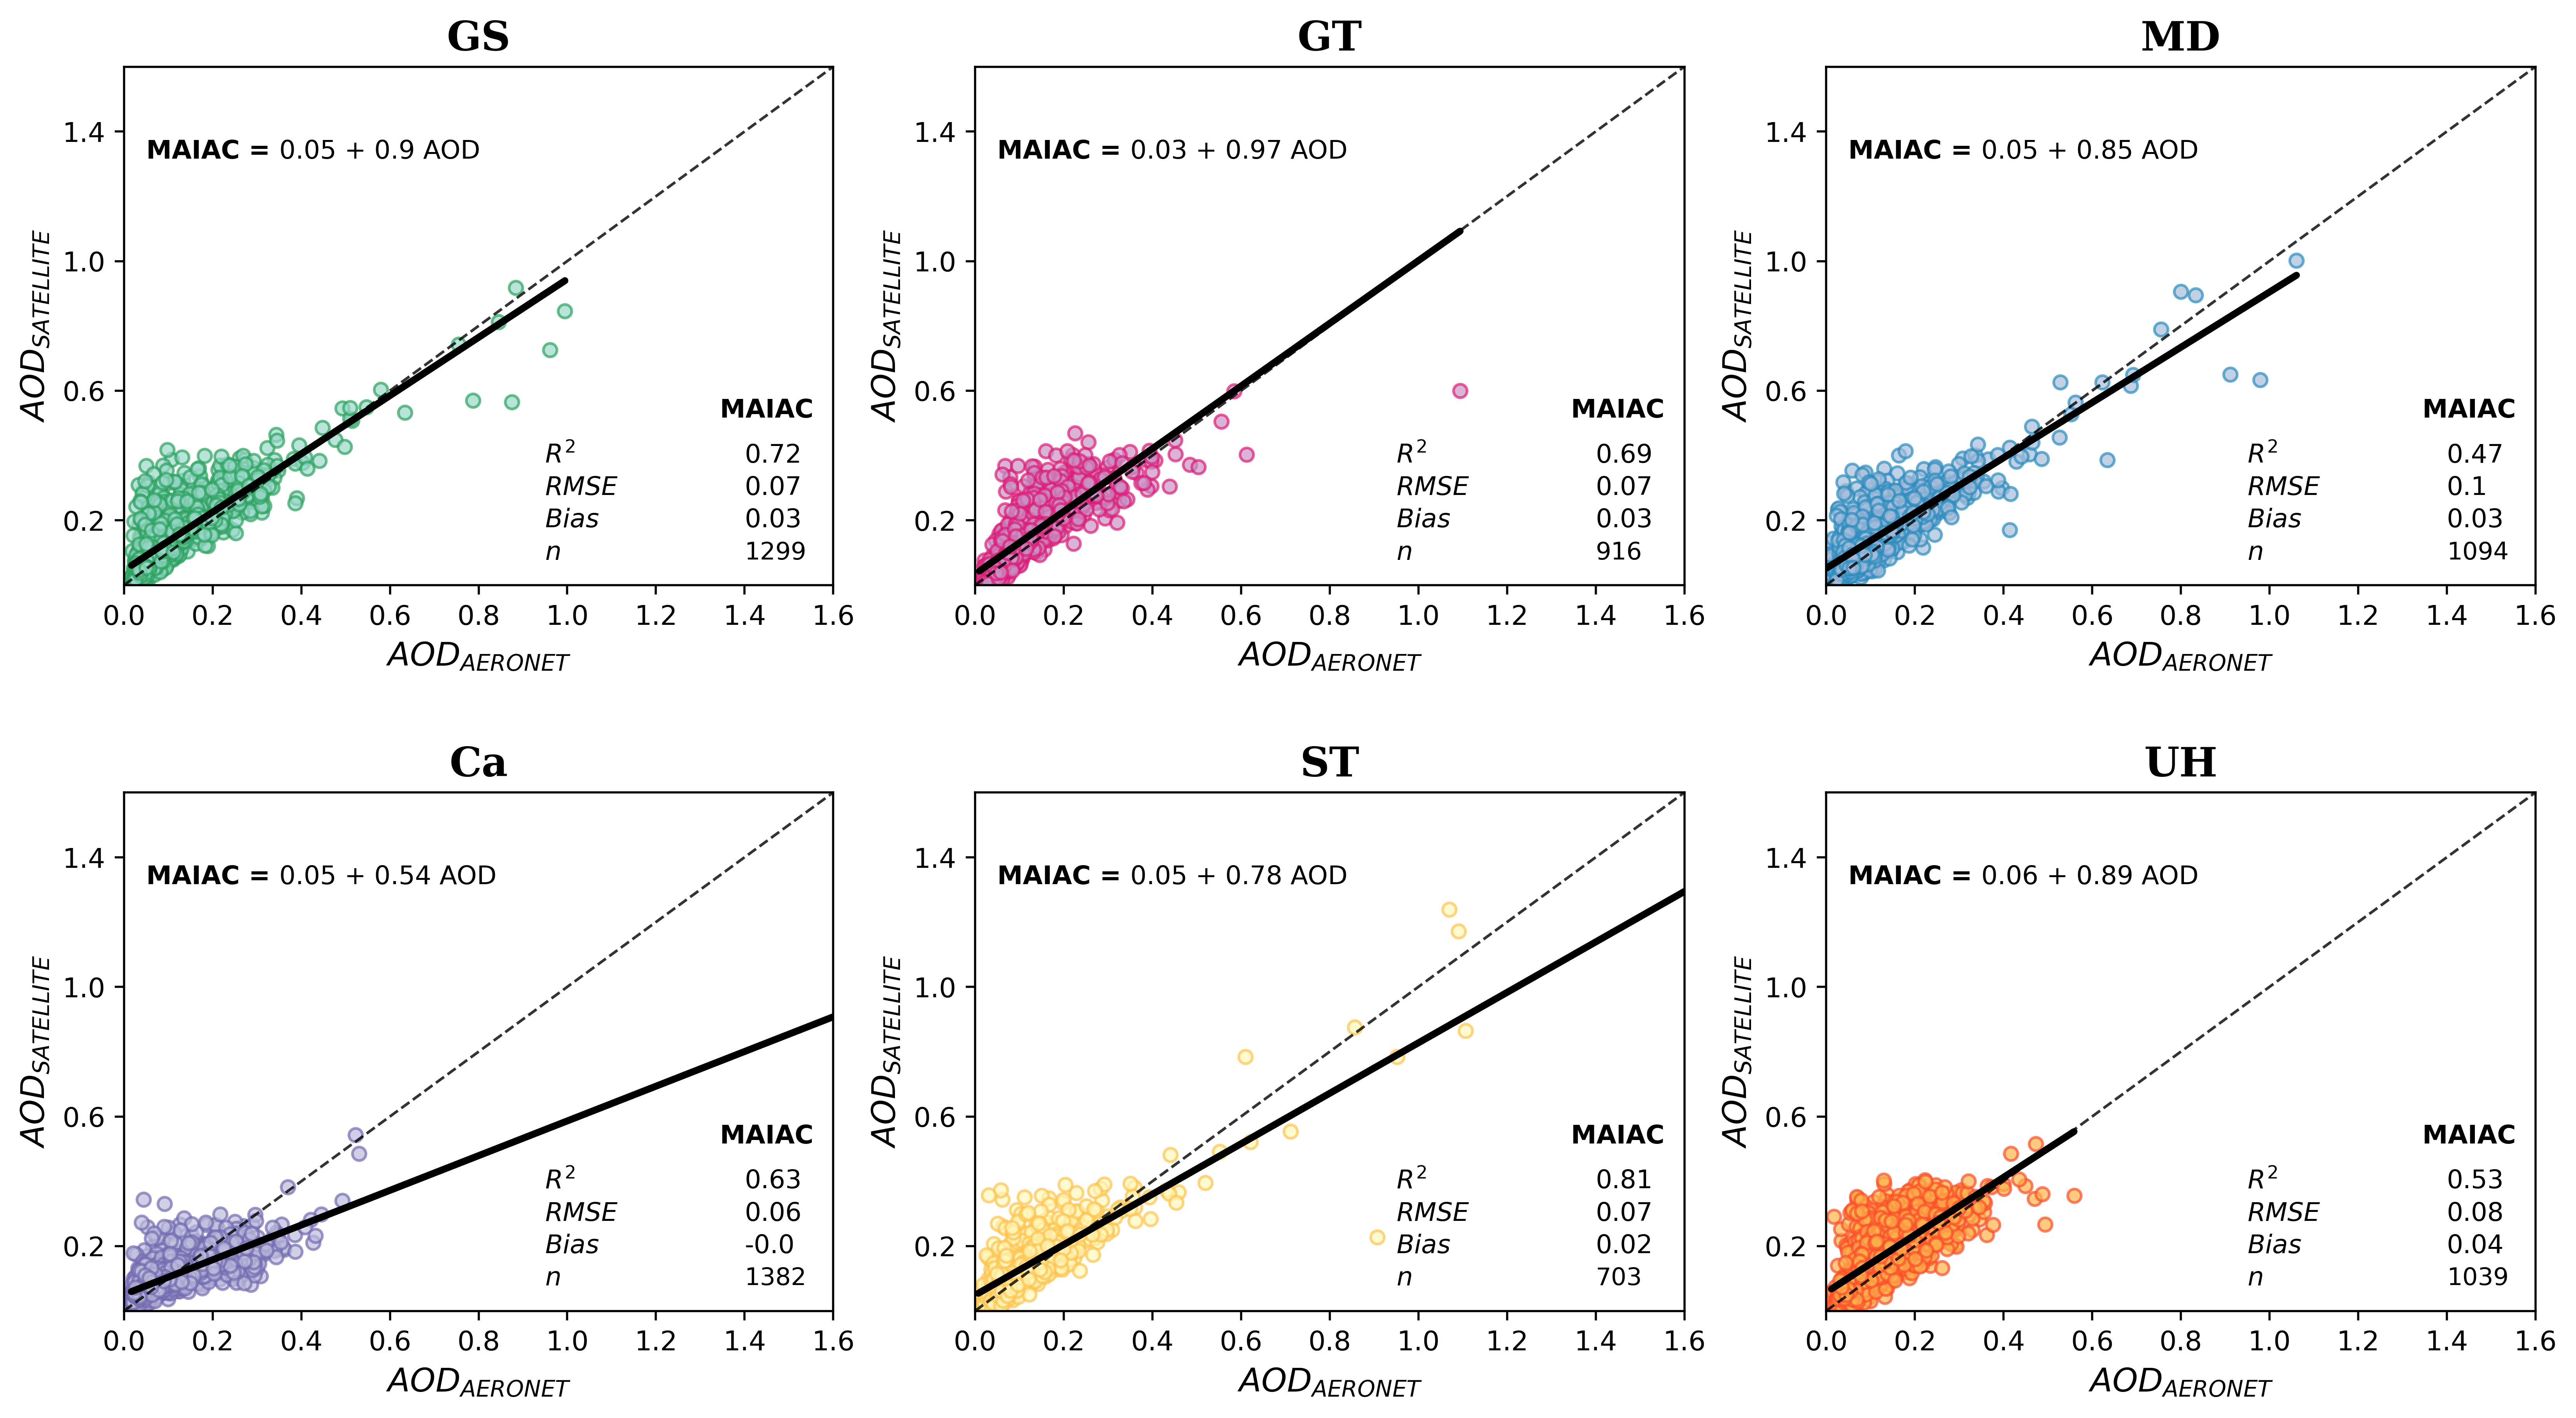 GS
MAIAC = 0.05 + 0.9 AOD
1.4
1.0
0.6
0.2
AOD_SATELLITE
MAIAC
R² 0.72
RMSE 0.07
Bias 0.03
n 1299
0.0 0.2 0.4 0.6 0.8 1.0 1.2 1.4 1.6
AOD_AERONET
GT
MAIAC = 0.03 + 0.97 AOD
1.4
1.0
0.6
0.2
AOD_SATELLITE
MAIAC
R² 0.69
RMSE 0.07
Bias 0.03
n 916
0.0 0.2 0.4 0.6 0.8 1.0 1.2 1.4 1.6
AOD_AERONET
MD
MAIAC = 0.05 + 0.85 AOD
1.4
1.0
0.6
0.2
AOD_SATELLITE
MAIAC
R² 0.47
RMSE 0.1
Bias 0.03
n 1094
0.0 0.2 0.4 0.6 0.8 1.0 1.2 1.4 1.6
AOD_AERONET
Ca
MAIAC = 0.05 + 0.54 AOD
1.4
1.0
0.6
0.2
AOD_SATELLITE
MAIAC
R² 0.63
RMSE 0.06
Bias -0.0
n 1382
0.0 0.2 0.4 0.6 0.8 1.0 1.2 1.4 1.6
AOD_AERONET
ST
MAIAC = 0.05 + 0.78 AOD
1.4
1.0
0.6
0.2
AOD_SATELLITE
MAIAC
R² 0.81
RMSE 0.07
Bias 0.02
n 703
0.0 0.2 0.4 0.6 0.8 1.0 1.2 1.4 1.6
AOD_AERONET
UH
MAIAC = 0.06 + 0.89 AOD
1.4
1.0
0.6
0.2
AOD_SATELLITE
MAIAC
R² 0.53
RMSE 0.08
Bias 0.04
n 1039
0.0 0.2 0.4 0.6 0.8 1.0 1.2 1.4 1.6
AOD_AERONET